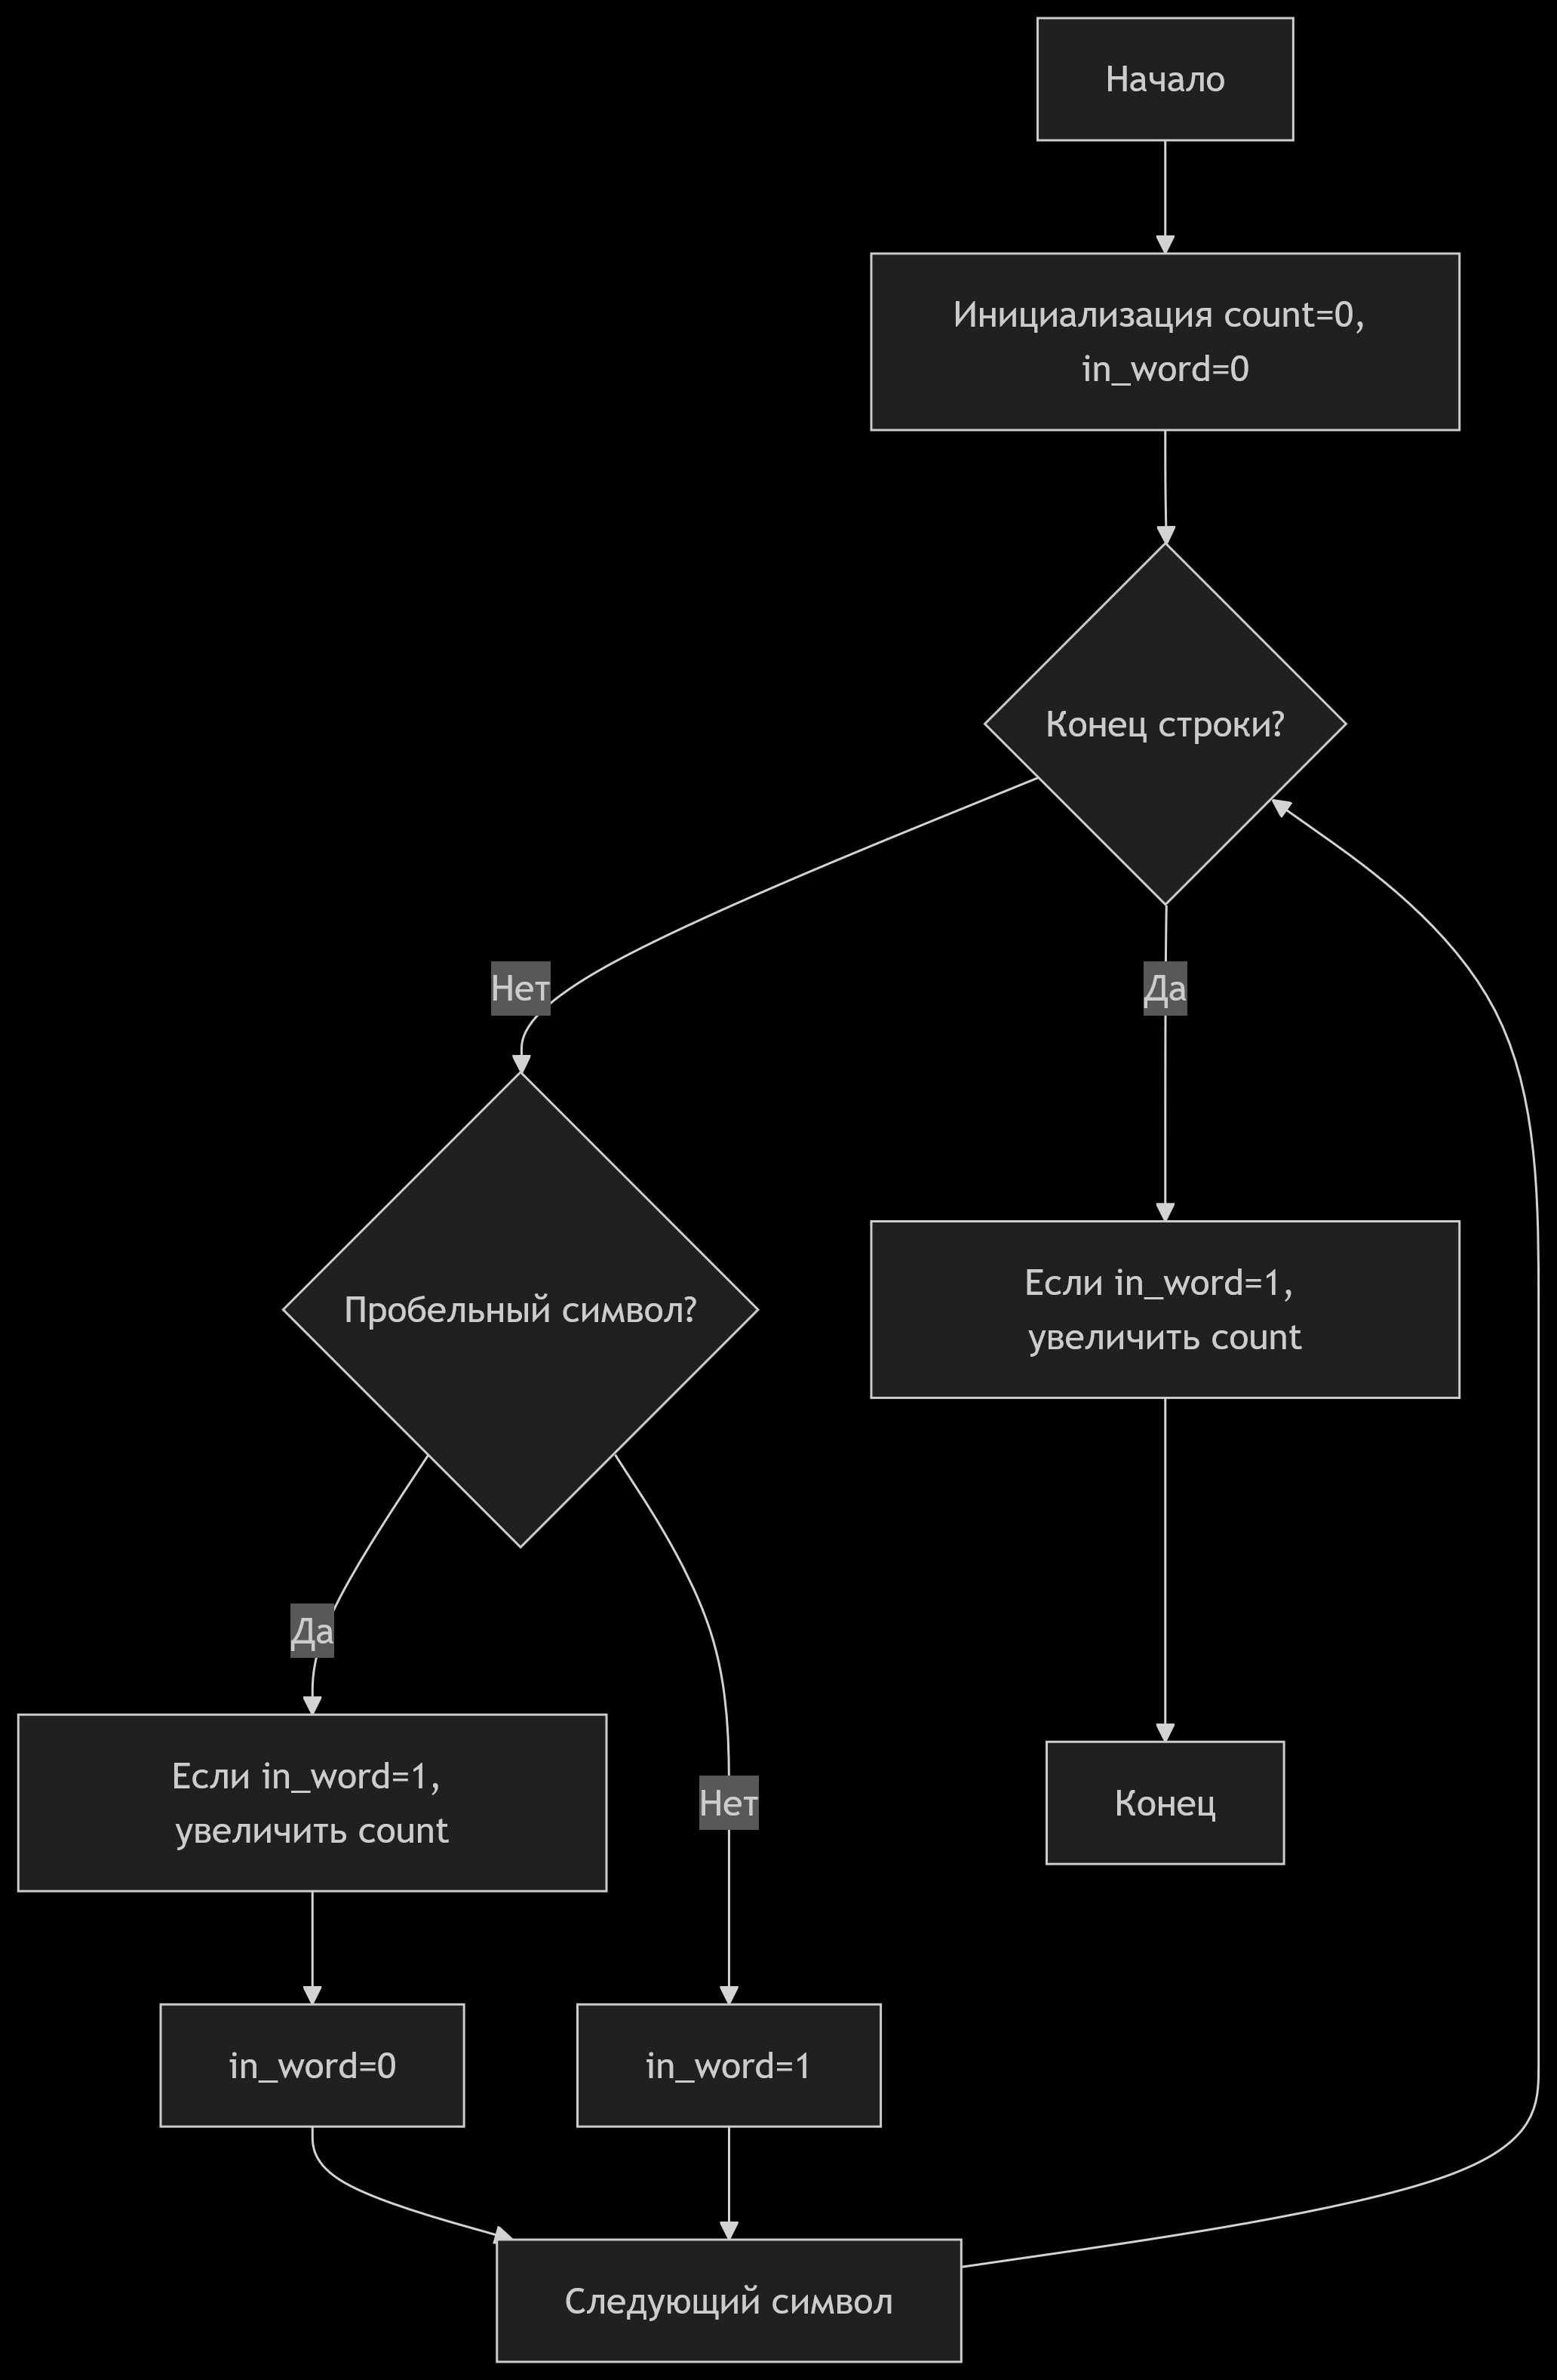 Начало
Инициализация count=0,
in_word=0
Конец строки?
Нет
Да
Пробельный символ?
Если in_word=1,
увеличить count
Да
Нет
Если in_word=1,
увеличить count
Конец
in_word=0
in_word=1
Следующий символ